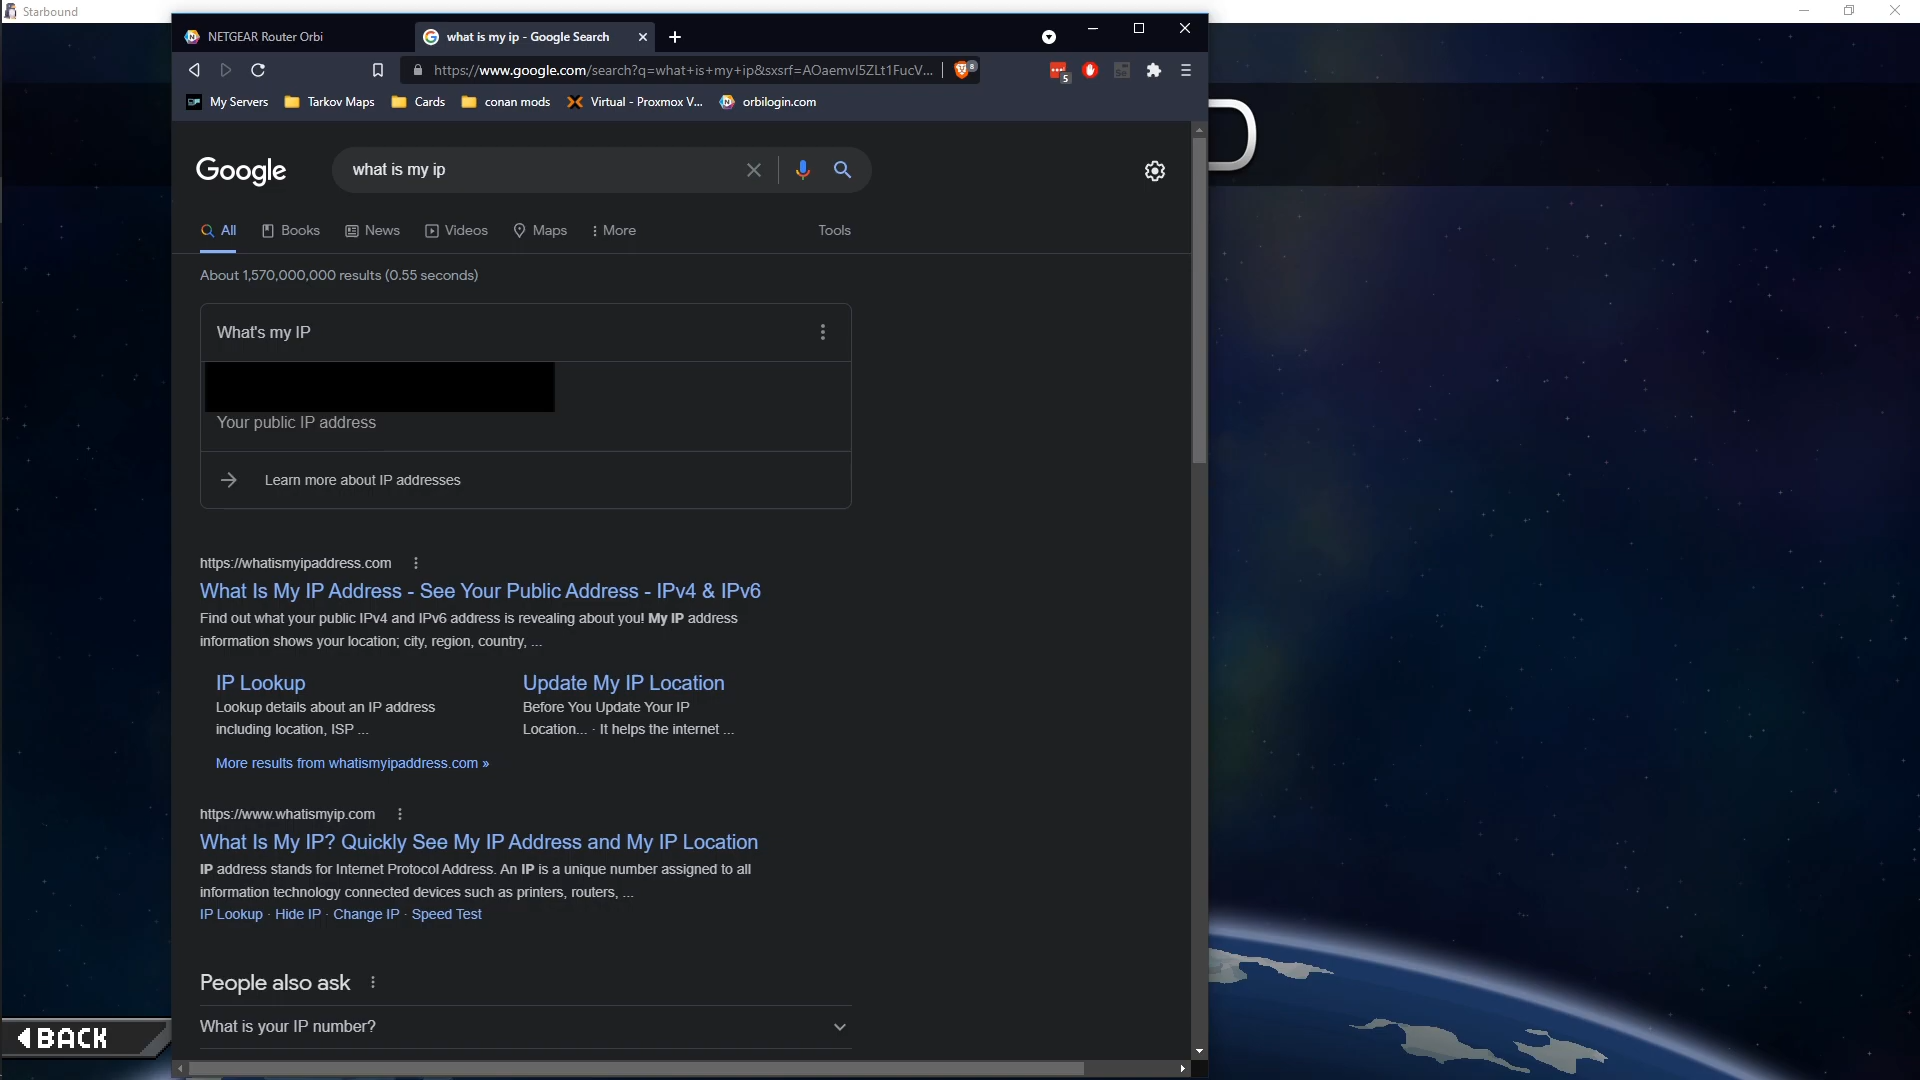 Starbound
NETGEAR Router Orbi
what is my ip - Google Search
https://www.google.com/search?q=what+is+my+ip&sxsrf=AOaemvI5ZLt1FucV...
8
5
My Servers
Tarkov Maps
Cards
conan mods
Virtual - Proxmox V...
orbilogin.com
D
Google
what is my ip
All
Books
News
Videos
Maps
More
Tools
About 1,570,000,000 results (0.55 seconds)
What's my IP
Your public IP address
Learn more about IP addresses
https://whatismyipaddress.com
What Is My IP Address - See Your Public Address - IPv4 & IPv6
Find out what your public IPv4 and IPv6 address is revealing about you! My IP address
information shows your location; city, region, country, ...
IP Lookup
Lookup details about an IP address
including location, ISP ...
Update My IP Location
Before You Update Your IP
Location... · It helps the internet ...
More results from whatismyipaddress.com »
https://www.whatismyip.com
What Is My IP? Quickly See My IP Address and My IP Location
IP address stands for Internet Protocol Address. An IP is a unique number assigned to all
information technology connected devices such as printers, routers, ...
IP Lookup · Hide IP · Change IP · Speed Test
People also ask
What is your IP number?
BACK